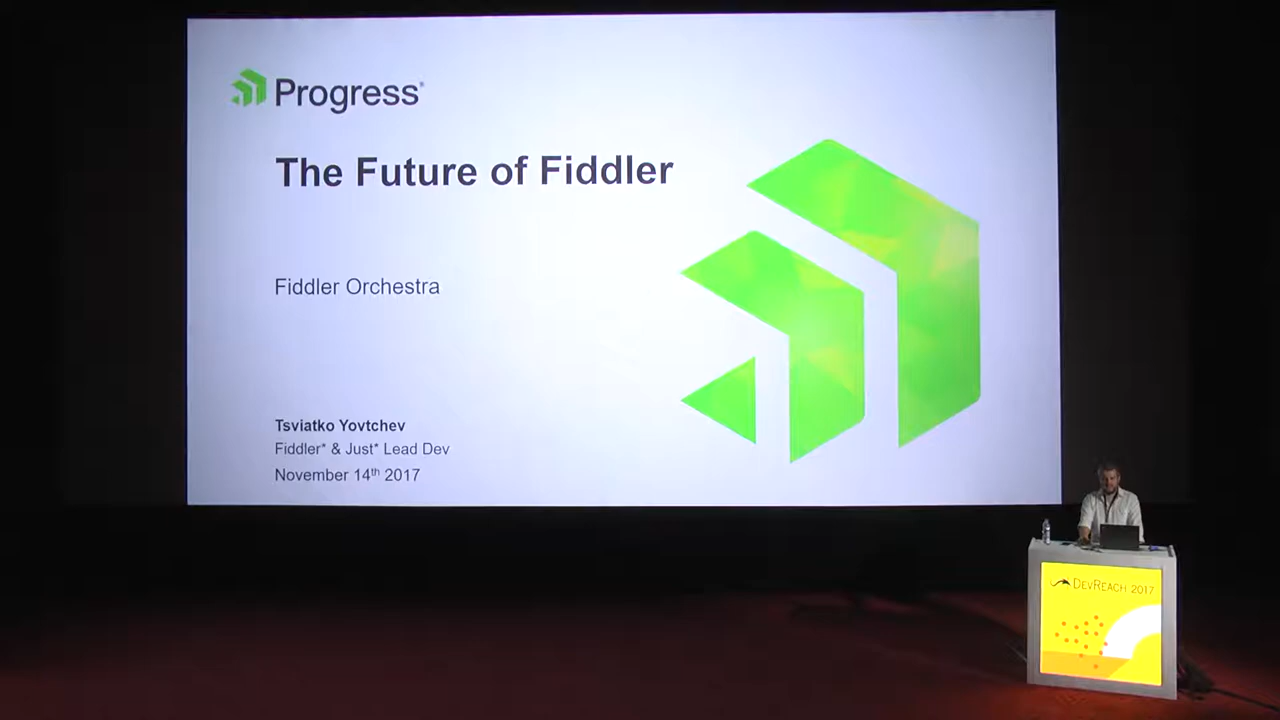 Progress®
The Future of Fiddler
Fiddler Orchestra
Tsviatko Yovtchev
Fiddler* & Just* Lead Dev
November 14th 2017
DEVREACH 2017